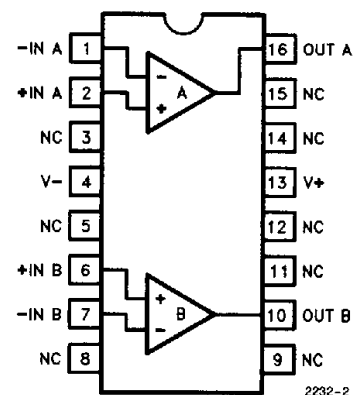 -IN A 1 16 OUT A
+IN A 2 - A + 15 NC
NC 3 14 NC
V- 4 13 V+
NC 5 12 NC
+IN B 6 11 NC
-IN B 7 + B - 10 OUT B
NC 8 9 NC
2232-2